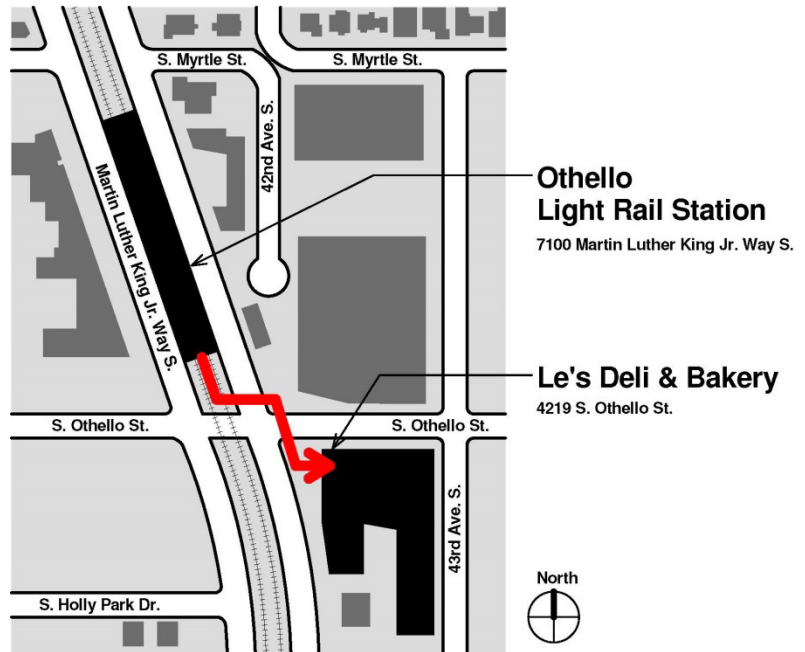 S. Myrtle St.
S. Myrtle St.
42nd Ave. S.
Othello
Light Rail Station
7100 Martin Luther King Jr. Way S.
Martin Luther King Jr. Way S.
Le's Deli & Bakery
4219 S. Othello St.
S. Othello St.
S. Othello St.
43rd Ave. S.
North
S. Holly Park Dr.